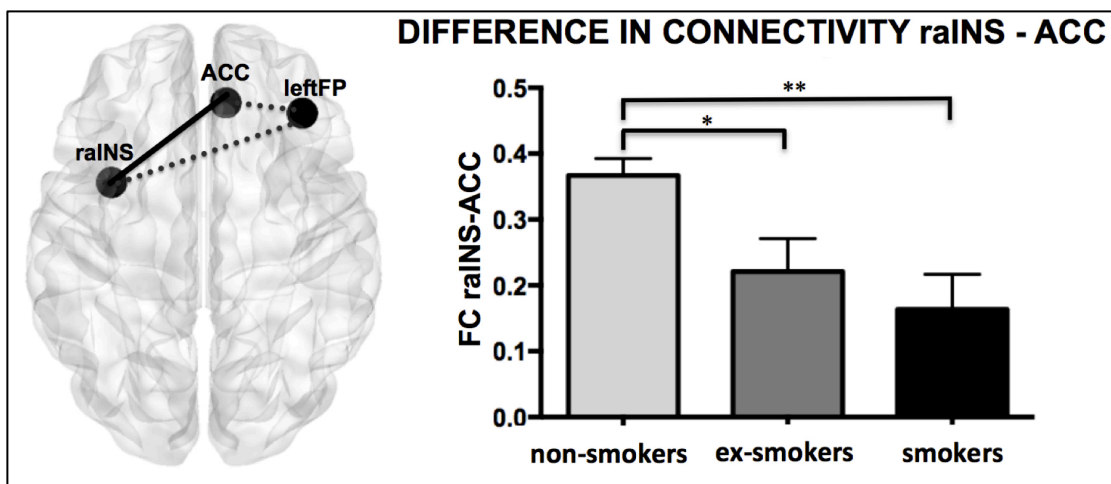 DIFFERENCE IN CONNECTIVITY raINS - ACC
ACC
leftFP
raINS
FC raINS-ACC
0.5
0.4
0.3
0.2
0.1
0.0
**
*
non-smokers ex-smokers smokers